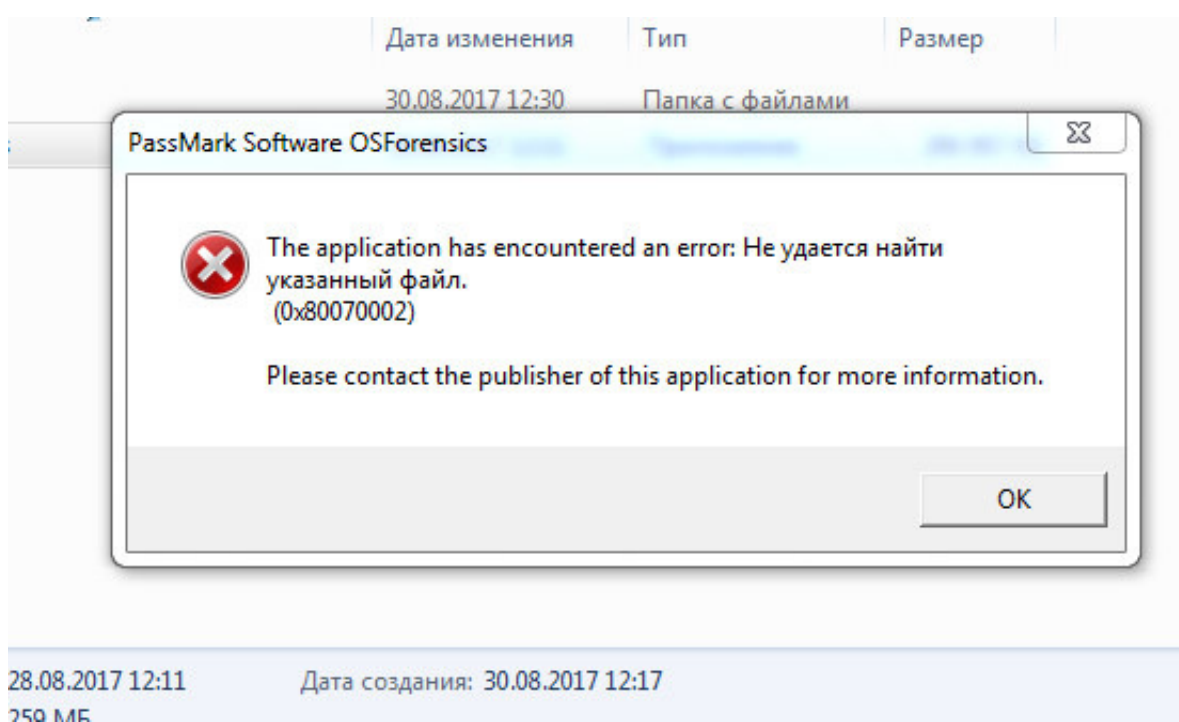 Дата изменения Тип Размер
30.08.2017 12:30 Папка с файлами
PassMark Software OSForensics
The application has encountered an error: Не удается найти
указанный файл.
(0x80070002)
Please contact the publisher of this application for more information.
OK
28.08.2017 12:11 Дата создания: 30.08.2017 12:17
259 МБ